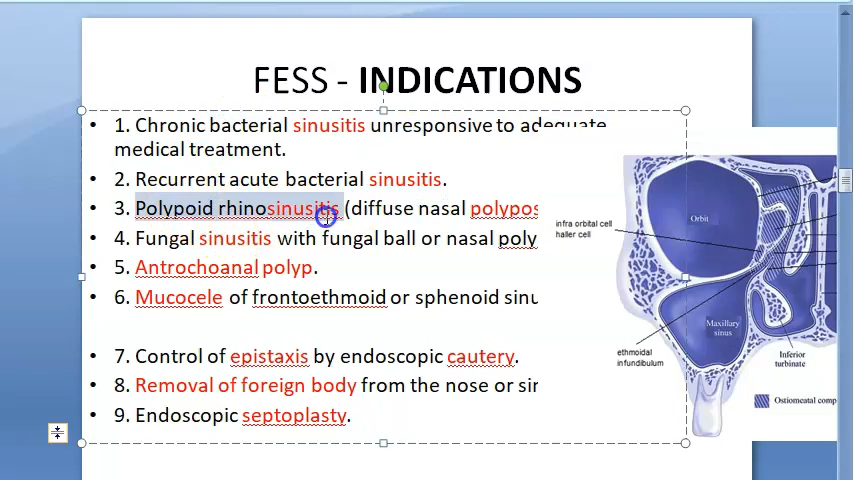 FESS - INDICATIONS
• 1. Chronic bacterial sinusitis unresponsive to adequate
medical treatment.
• 2. Recurrent acute bacterial sinusitis.
• 3. Polypoid rhinosinusitis (diffuse nasal polypos
• 4. Fungal sinusitis with fungal ball or nasal poly
• 5. Antrochoanal polyp.
• 6. Mucocele of frontoethmoid or sphenoid sinu
• 7. Control of epistaxis by endoscopic cautery.
• 8. Removal of foreign body from the nose or sin
• 9. Endoscopic septoplasty.
Orbit
infra orbital cell
haller cell
Maxillary
sinus
ethmoidal
infundibulum
Inferior
turbinate
Ostiomeatal comp